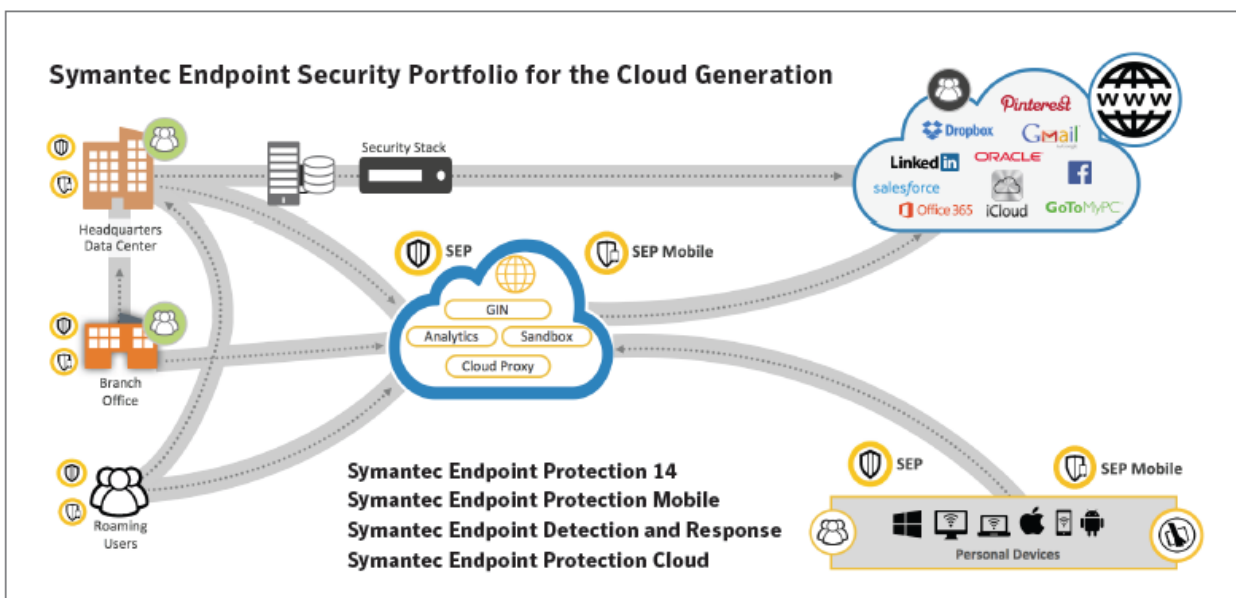 Symantec Endpoint Security Portfolio for the Cloud Generation
Security Stack
Headquarters
Data Center
Pinterest
Dropbox
GMail
LinkedIn
ORACLE
salesforce
Office 365
iCloud
GoToMyPC
WWW
SEP
SEP Mobile
GIN
Analytics
Sandbox
Cloud Proxy
Branch
Office
Roaming
Users
Symantec Endpoint Protection 14
Symantec Endpoint Protection Mobile
Symantec Endpoint Detection and Response
Symantec Endpoint Protection Cloud
SEP
SEP Mobile
Personal Devices